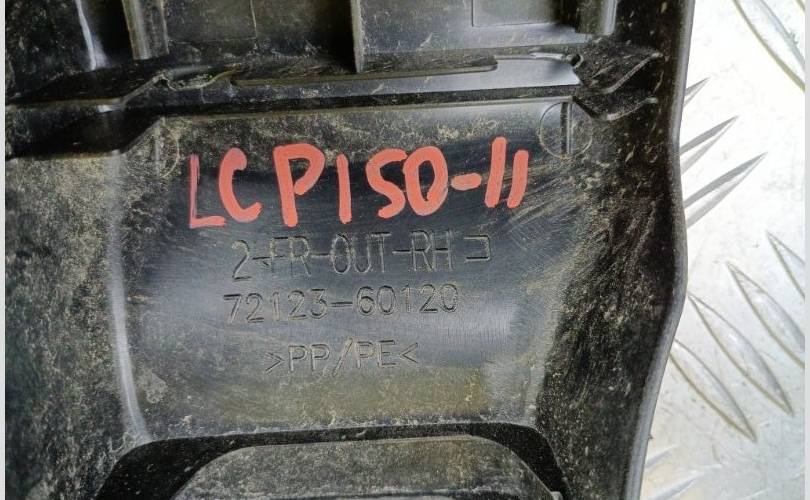 LCP150-11
2-FR-OUT-RH
72123-60120
>PP/PE<